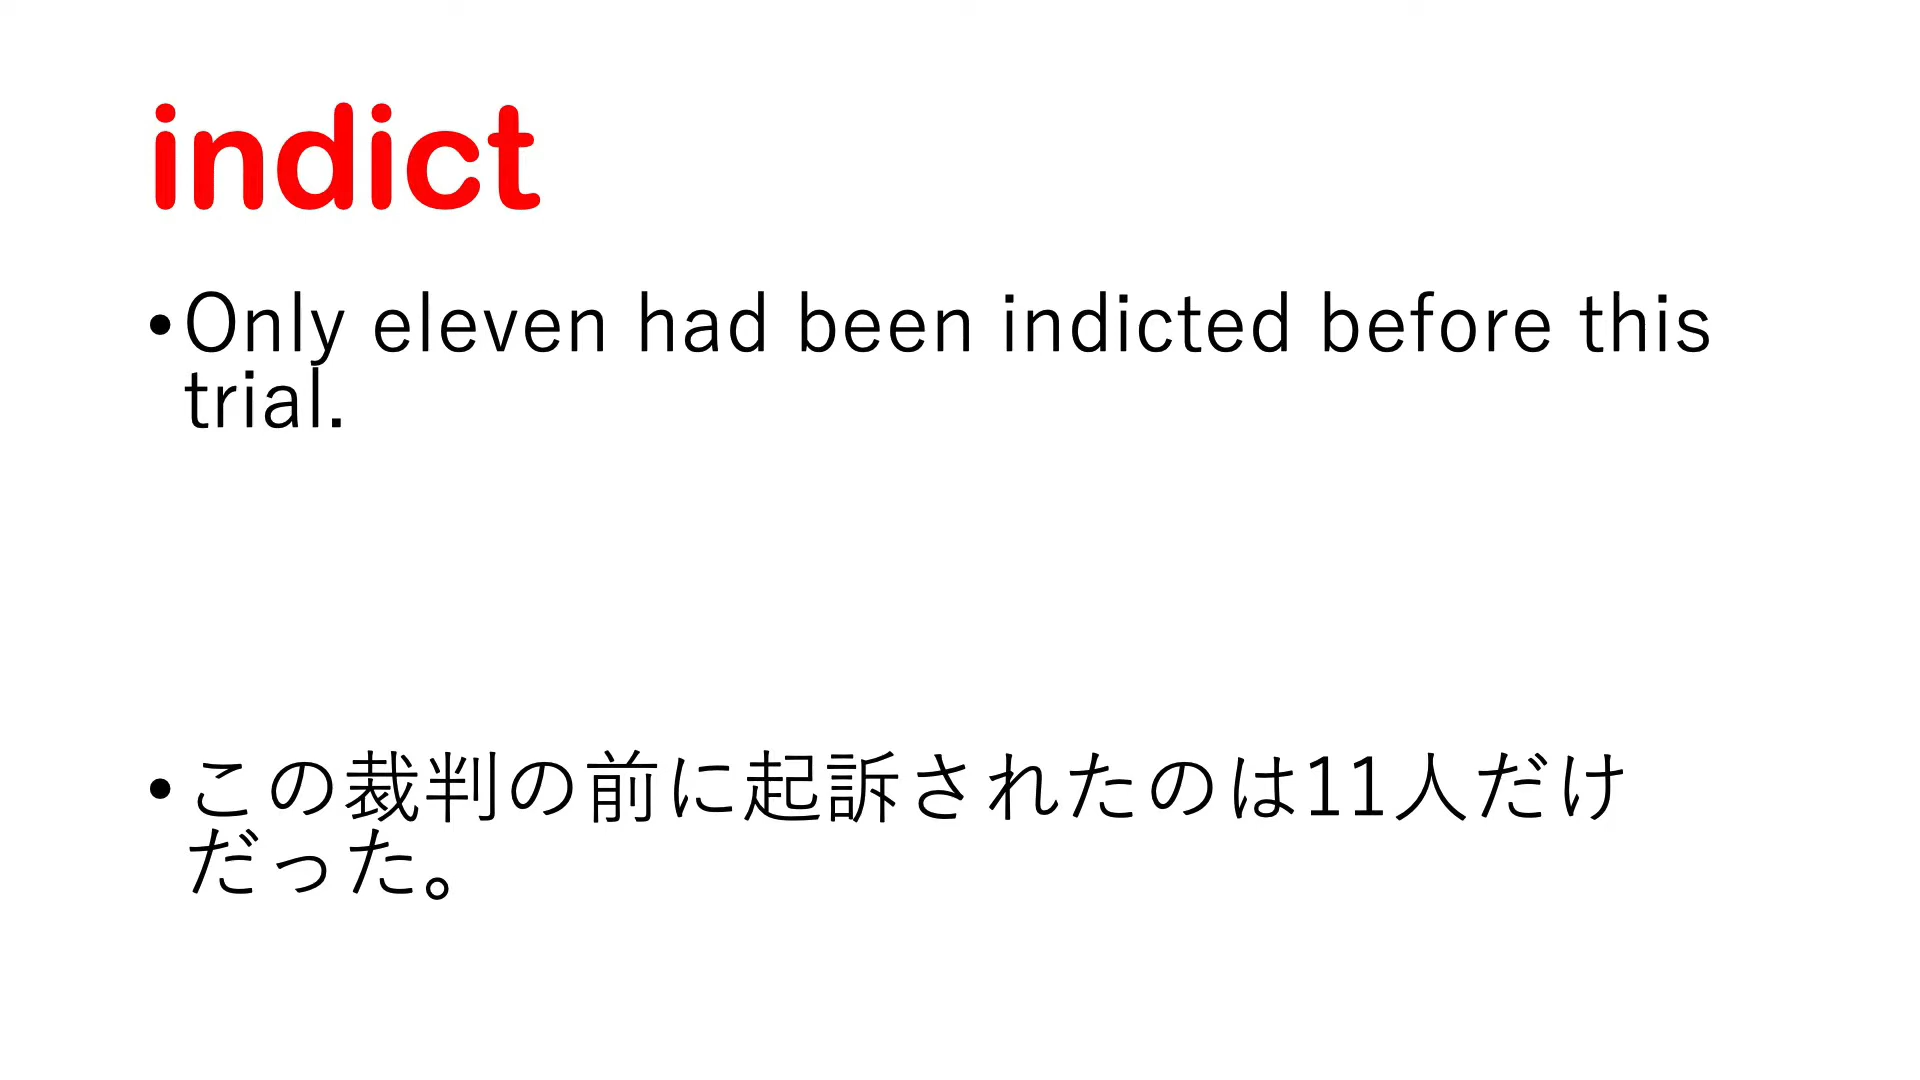 indict
•Only eleven had been indicted before this
trial.
•この裁判の前に起訴されたのは11人だけ
だった。